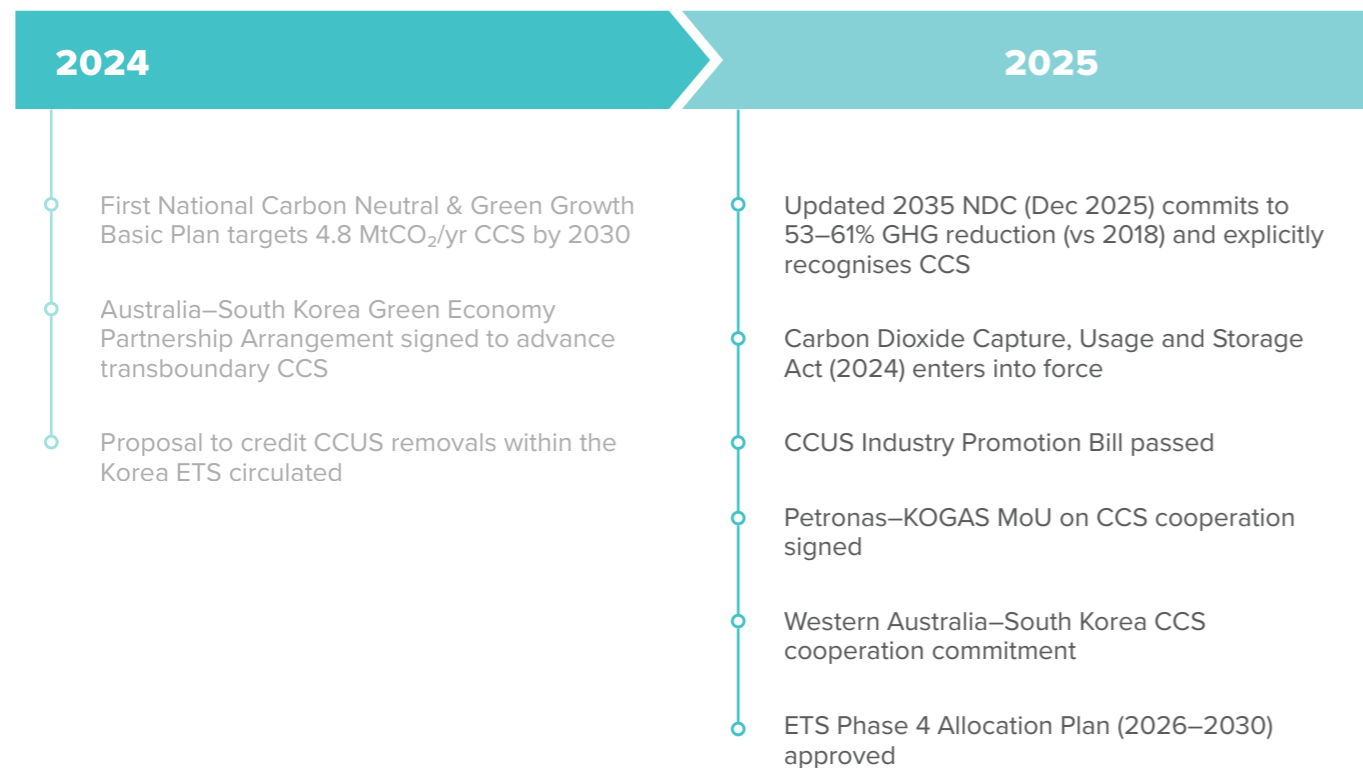 2024
First National Carbon Neutral & Green Growth
Basic Plan targets 4.8 MtCO₂/yr CCS by 2030
Australia–South Korea Green Economy
Partnership Arrangement signed to advance
transboundary CCS
Proposal to credit CCUS removals within the
Korea ETS circulated
2025
Updated 2035 NDC (Dec 2025) commits to
53–61% GHG reduction (vs 2018) and explicitly
recognises CCS
Carbon Dioxide Capture, Usage and Storage
Act (2024) enters into force
CCUS Industry Promotion Bill passed
Petronas–KOGAS MoU on CCS cooperation
signed
Western Australia–South Korea CCS
cooperation commitment
ETS Phase 4 Allocation Plan (2026–2030)
approved